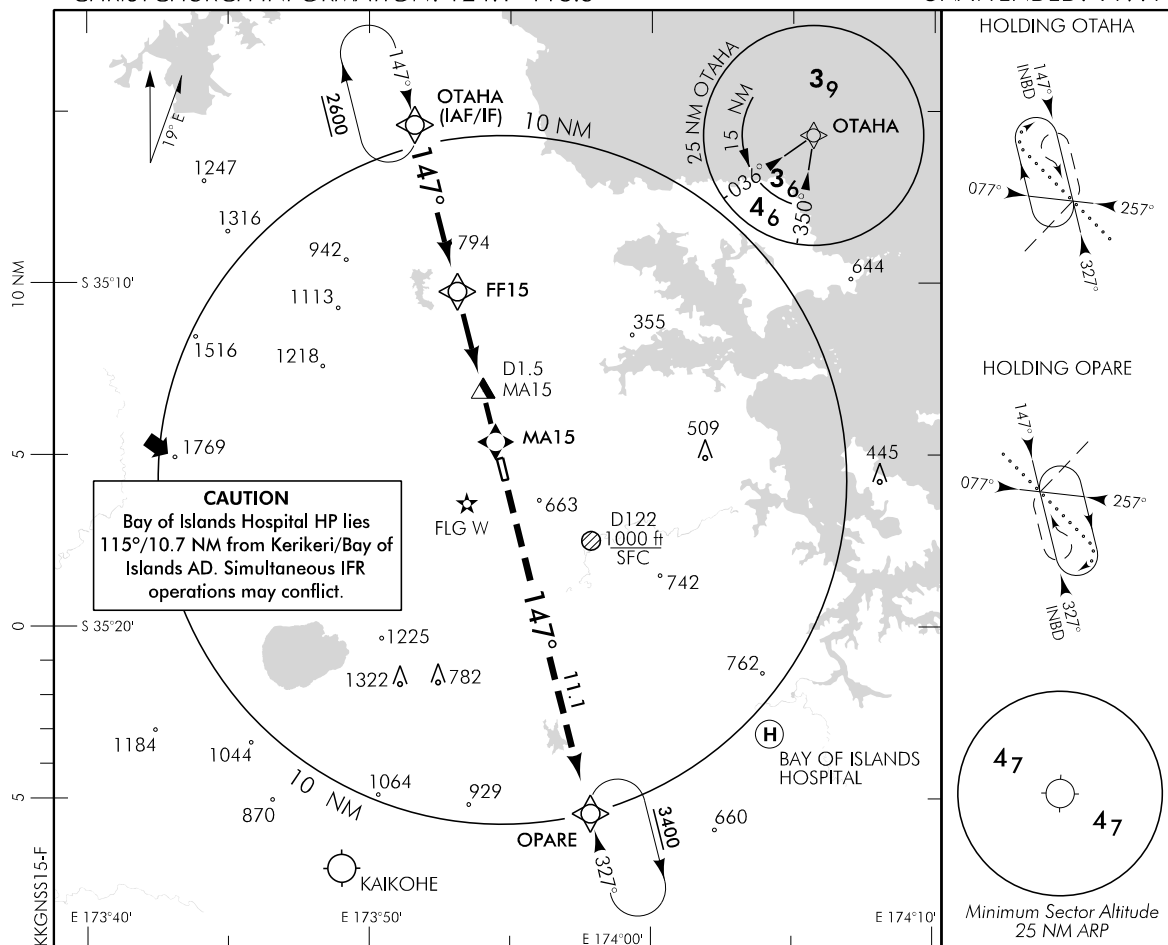 HOLDING OTAHA
147°
INBD
077°
257°
327°
HOLDING OPARE
147°
077°
257°
327°
INBD
47
47
Minimum Sector Altitude
25 NM ARP
147°
2600
OTAHA
(IAF/IF)
10 NM
25 NM OTAHA
15 NM
39
OTAHA
036°
36
46
350°
19° E
1247
1316
147°
942
794
644
10 NM
S 35°10'
FF15
1113
355
1516
1218
D1.5
MA15
509
5
1769
MA15
445
CAUTION
Bay of Islands Hospital HP lies
115°/10.7 NM from Kerikeri/Bay of
Islands AD. Simultaneous IFR
operations may conflict.
FLG W
663
D122
1000 ft
SFC
742
147°
0
S 35°20'
1225
762
1322
782
11.1
1184
1044
H
BAY OF ISLANDS
HOSPITAL
10 NM
1064
929
5
870
OPARE
3400
660
327°
KAIKOHE
KKGNSS15-F
E 173°40'
E 173°50'
E 174°00'
E 174°10'